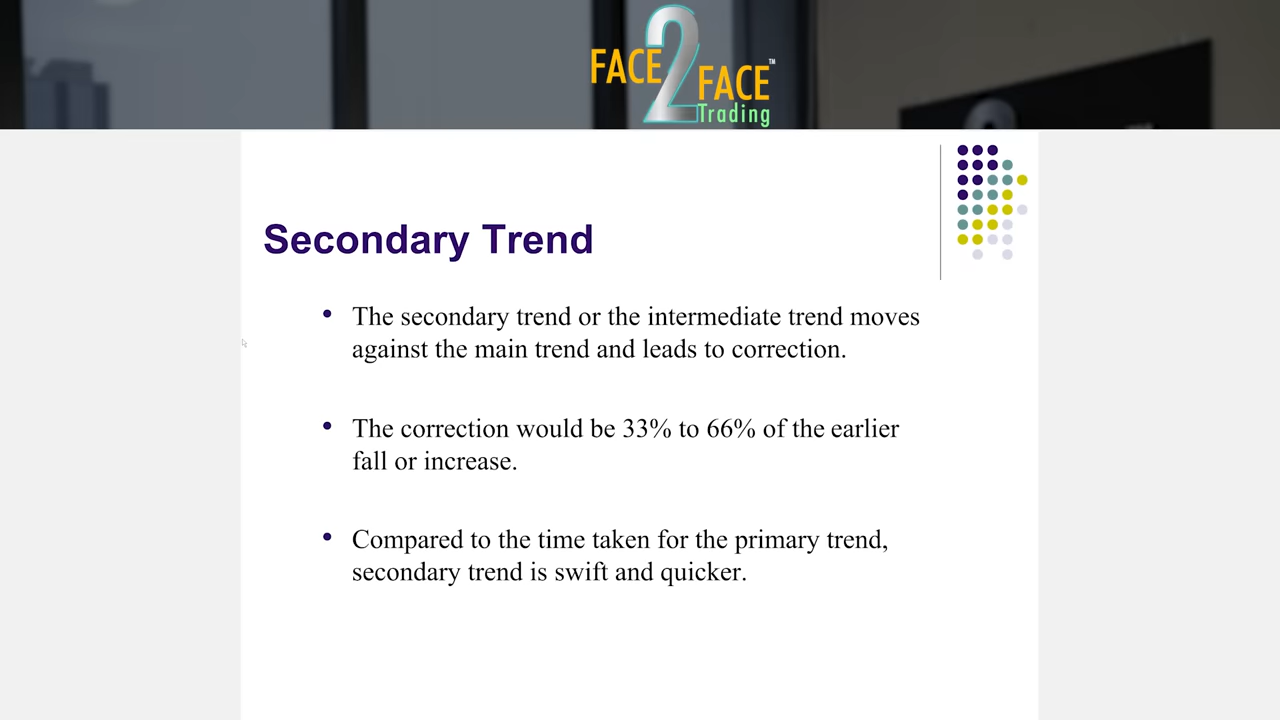 FACE 2 FACE ™
Trading
Secondary Trend
• The secondary trend or the intermediate trend moves
against the main trend and leads to correction.
• The correction would be 33% to 66% of the earlier
fall or increase.
• Compared to the time taken for the primary trend,
secondary trend is swift and quicker.